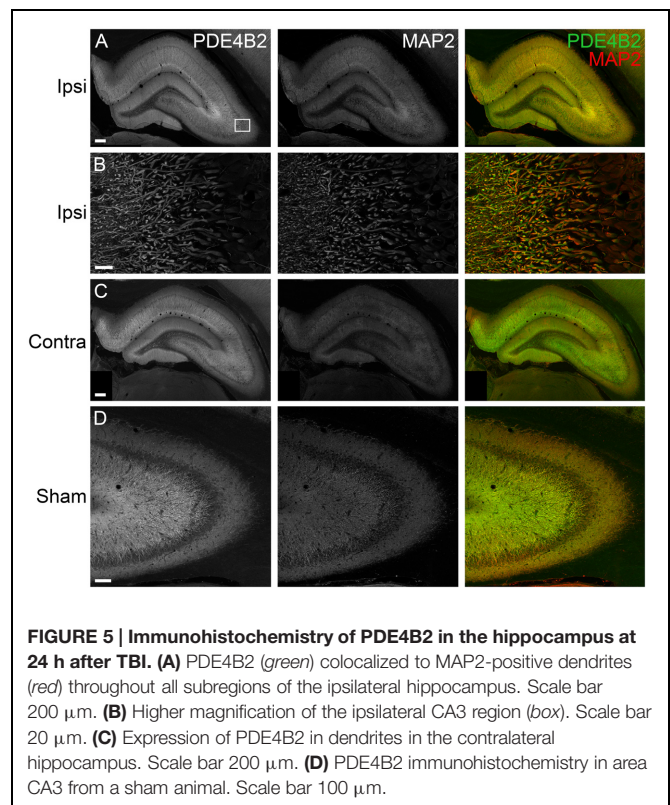 A PDE4B2 MAP2 PDE4B2
MAP2
Ipsi
B
Ipsi
C
Contra
D
Sham
FIGURE 5 | Immunohistochemistry of PDE4B2 in the hippocampus at
24 h after TBI. (A) PDE4B2 (green) colocalized to MAP2-positive dendrites
(red) throughout all subregions of the ipsilateral hippocampus. Scale bar
200 μm. (B) Higher magnification of the ipsilateral CA3 region (box). Scale bar
20 μm. (C) Expression of PDE4B2 in dendrites in the contralateral
hippocampus. Scale bar 200 μm. (D) PDE4B2 immunohistochemistry in area
CA3 from a sham animal. Scale bar 100 μm.